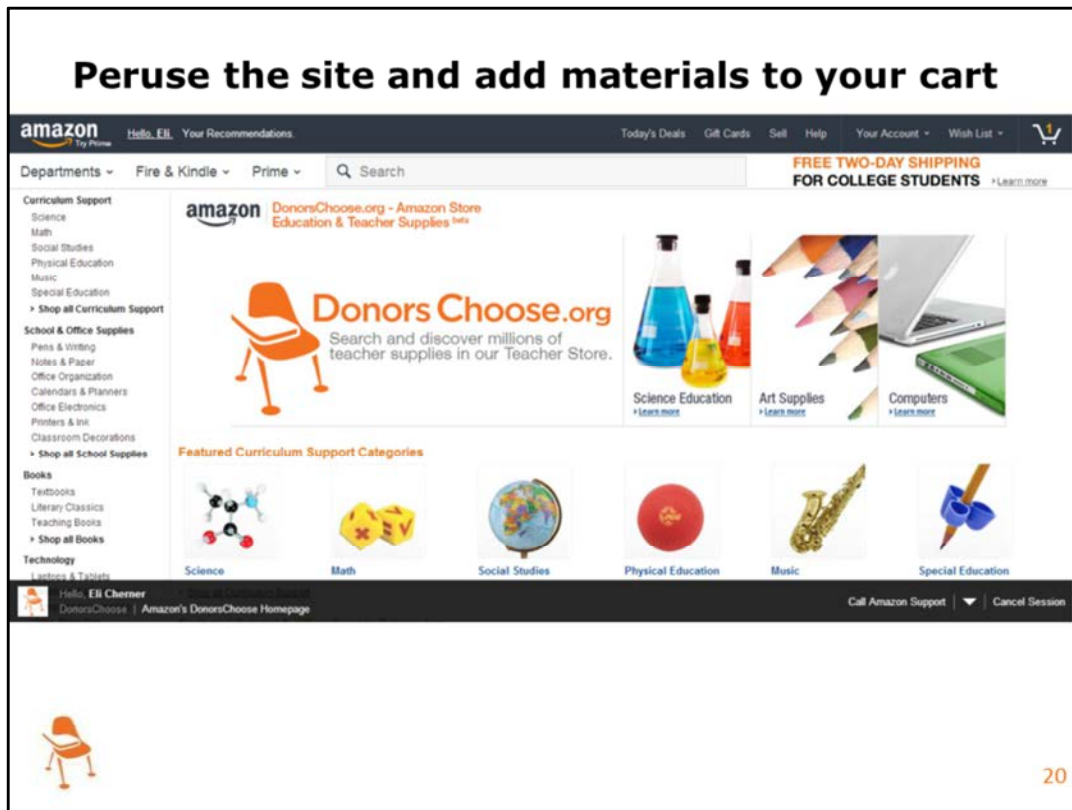 Peruse the site and add materials to your cart
amazon Hello, Eli. Your Recommendations. Today's Deals Gift Cards Sell Help Your Account Wish List 1
Try Prime
Departments Fire & Kindle Prime Search FREE TWO-DAY SHIPPING
FOR COLLEGE STUDENTS Learn more
Curriculum Support
Science
Math
Social Studies
Physical Education
Music
Special Education
Shop all Curriculum Support
School & Office Supplies
Pens & Writing
Notes & Paper
Office Organization
Calendars & Planners
Office Electronics
Printers & Ink
Classroom Decorations
Shop all School Supplies
Books
Textbooks
Literary Classics
Teaching Books
Shop all Books
Technology
Laptops & Tablets
amazon DonorsChoose.org - Amazon Store
Education & Teacher Supplies beta
DonorsChoose.org
Search and discover millions of
teacher supplies in our Teacher Store.
Science Education
Learn more
Art Supplies
Learn more
Computers
Learn more
Featured Curriculum Support Categories
Science Math Social Studies Physical Education Music Special Education
Hello, Eli Cherner
DonorsChoose | Amazon's DonorsChoose Homepage
Call Amazon Support | Cancel Session
20